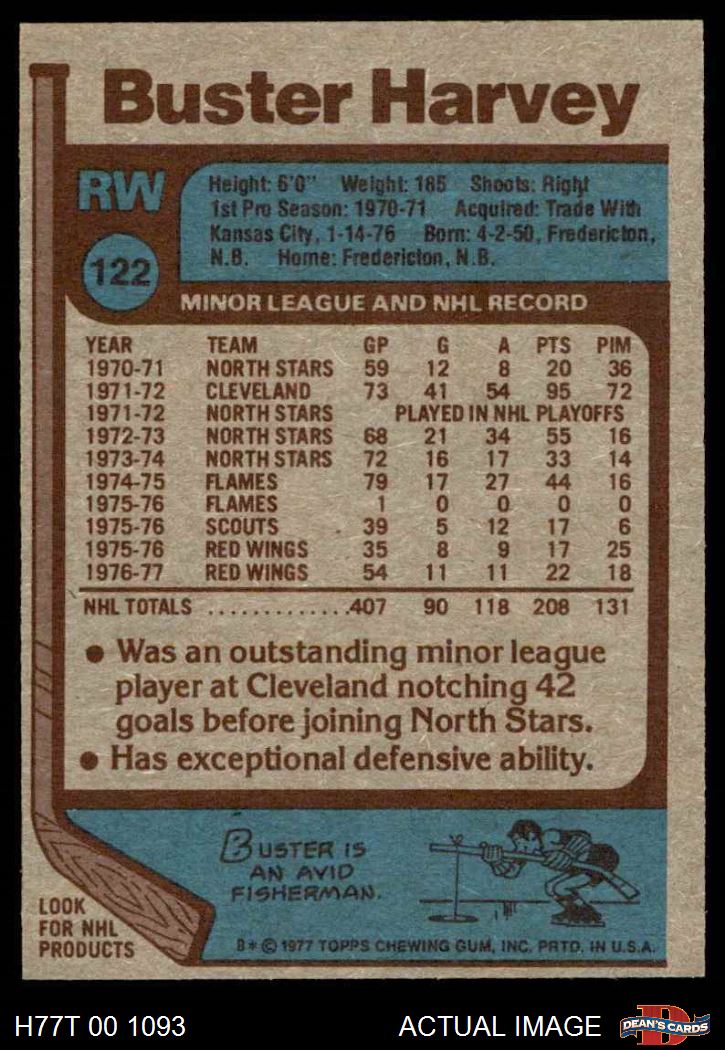 Buster Harvey
RW
Height: 6'0" Weight: 185 Shoots: Right
1st Pro Season: 1970-71 Acquired: Trade With
Kansas City, 1-14-76 Born: 4-2-50, Fredericton,
N.B. Home: Fredericton, N.B.
122
MINOR LEAGUE AND NHL RECORD
YEAR TEAM GP G A PTS PIM
1970-71 NORTH STARS 59 12 8 20 36
1971-72 CLEVELAND 73 41 54 95 72
1971-72 NORTH STARS PLAYED IN NHL PLAYOFFS
1972-73 NORTH STARS 68 21 34 55 16
1973-74 NORTH STARS 72 16 17 33 14
1974-75 FLAMES 79 17 27 44 16
1975-76 FLAMES 1 0 0 0 0
1975-76 SCOUTS 39 5 12 17 6
1975-76 RED WINGS 35 8 9 17 25
1976-77 RED WINGS 54 11 11 22 18
NHL TOTALS .............407 90 118 208 131
• Was an outstanding minor league
player at Cleveland notching 42
goals before joining North Stars.
• Has exceptional defensive ability.
BUSTER IS
AN AVID
FISHERMAN.
LOOK
FOR NHL
PRODUCTS
B* © 1977 TOPPS CHEWING GUM, INC. PRTD. IN U.S.A.
H77T 00 1093 ACTUAL IMAGE
D
DEAN'S CARDS